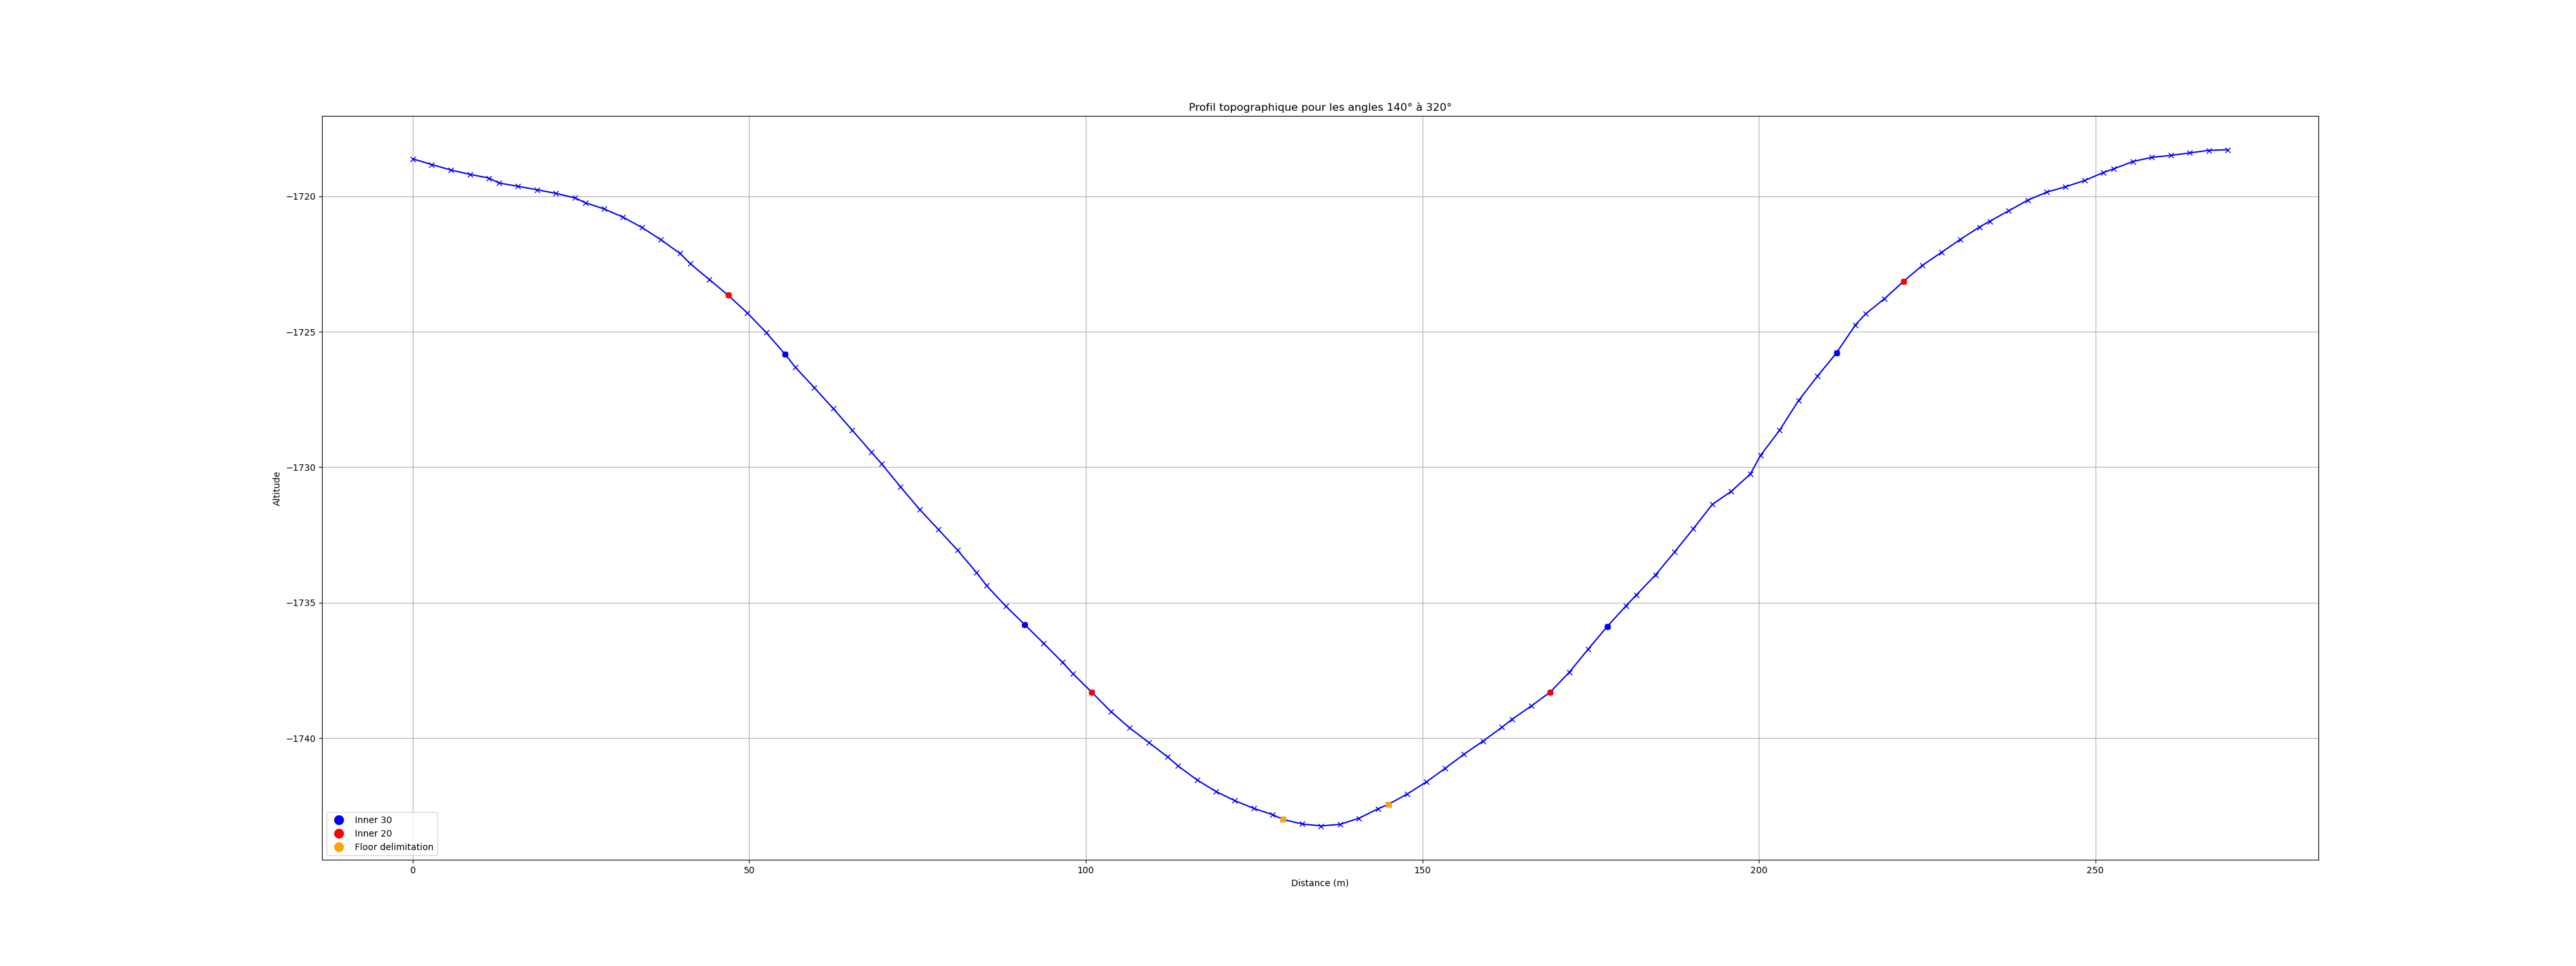 Profil topographique pour les angles 140° à 320°
Altitude
−1720
−1725
−1730
−1735
−1740
Inner 30
Inner 20
Floor delimitation
0 50 100 150 200 250
Distance (m)